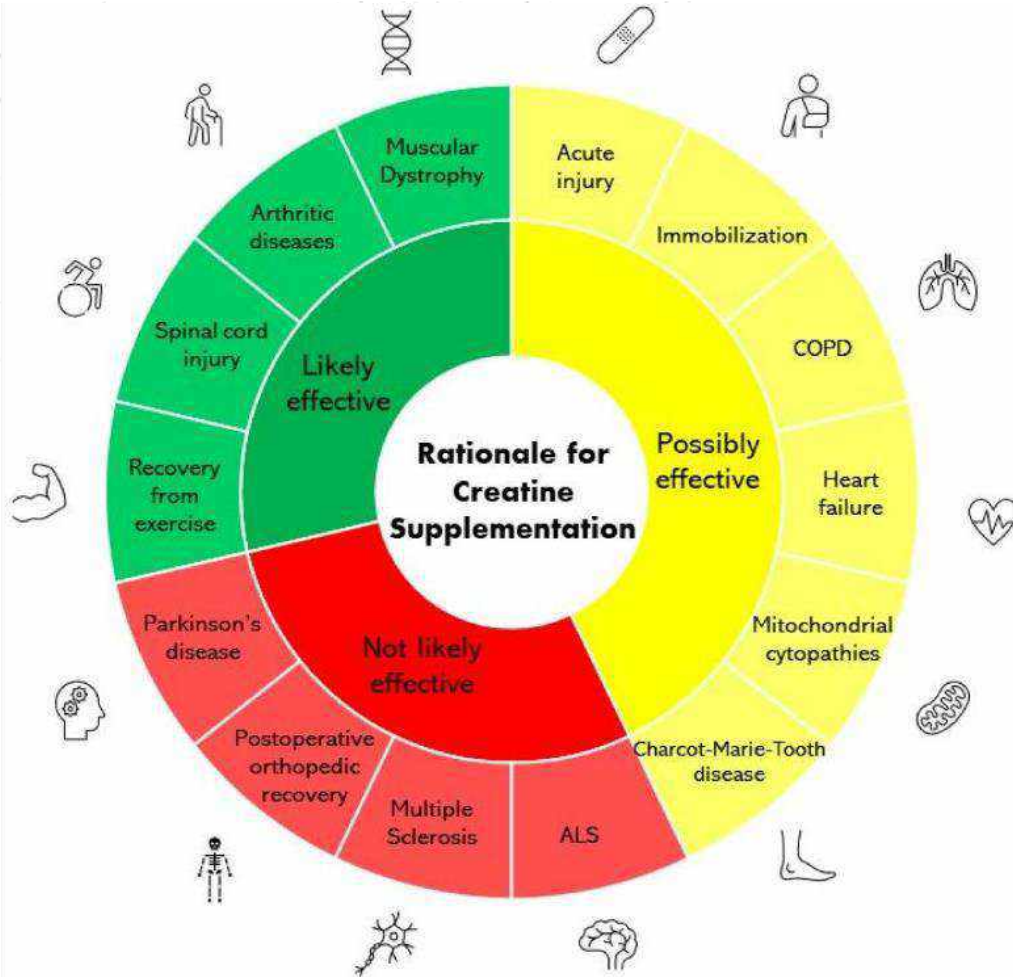 Rationale for
Creatine
Supplementation
Likely
effective
Possibly
effective
Not likely
effective
Muscular
Dystrophy
Arthritic
diseases
Spinal cord
injury
Recovery
from
exercise
Acute
injury
Immobilization
COPD
Heart
failure
Mitochondrial
cytopathies
Charcot-Marie-Tooth
disease
ALS
Multiple
Sclerosis
Postoperative
orthopedic
recovery
Parkinson's
disease